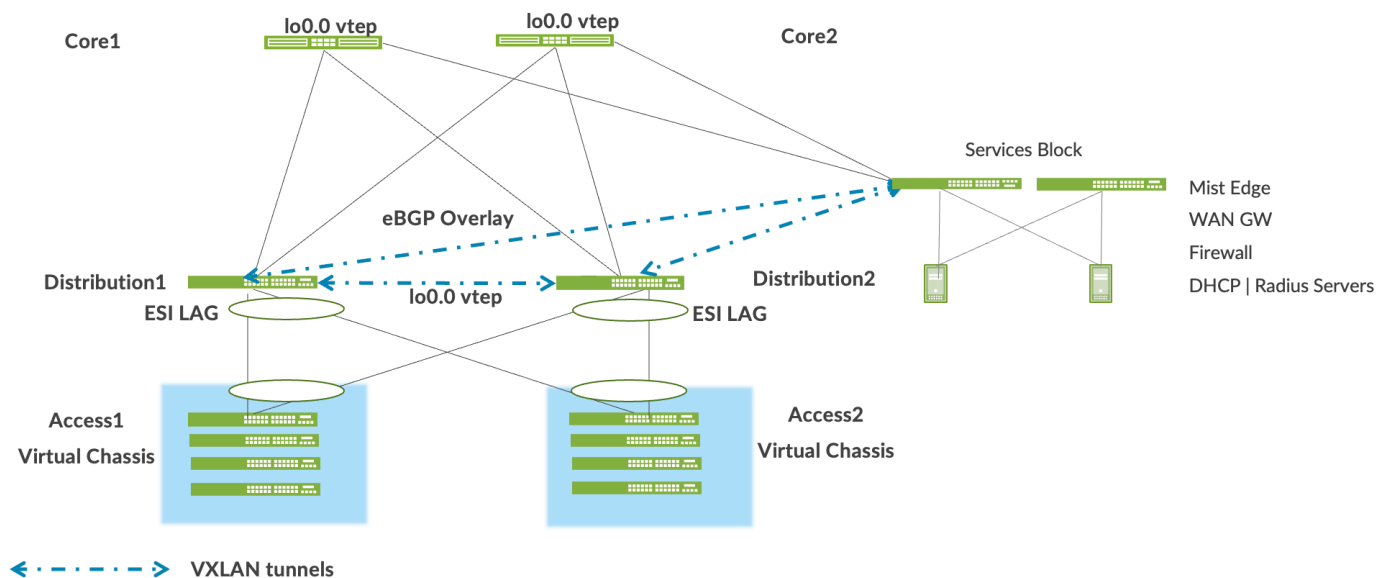 lo0.0 vtep
lo0.0 vtep
Core1
Core2
Services Block
Mist Edge
WAN GW
Firewall
DHCP | Radius Servers
eBGP Overlay
Distribution1
Distribution2
lo0.0 vtep
ESI LAG
ESI LAG
Access1
Virtual Chassis
Access2
Virtual Chassis
VXLAN tunnels